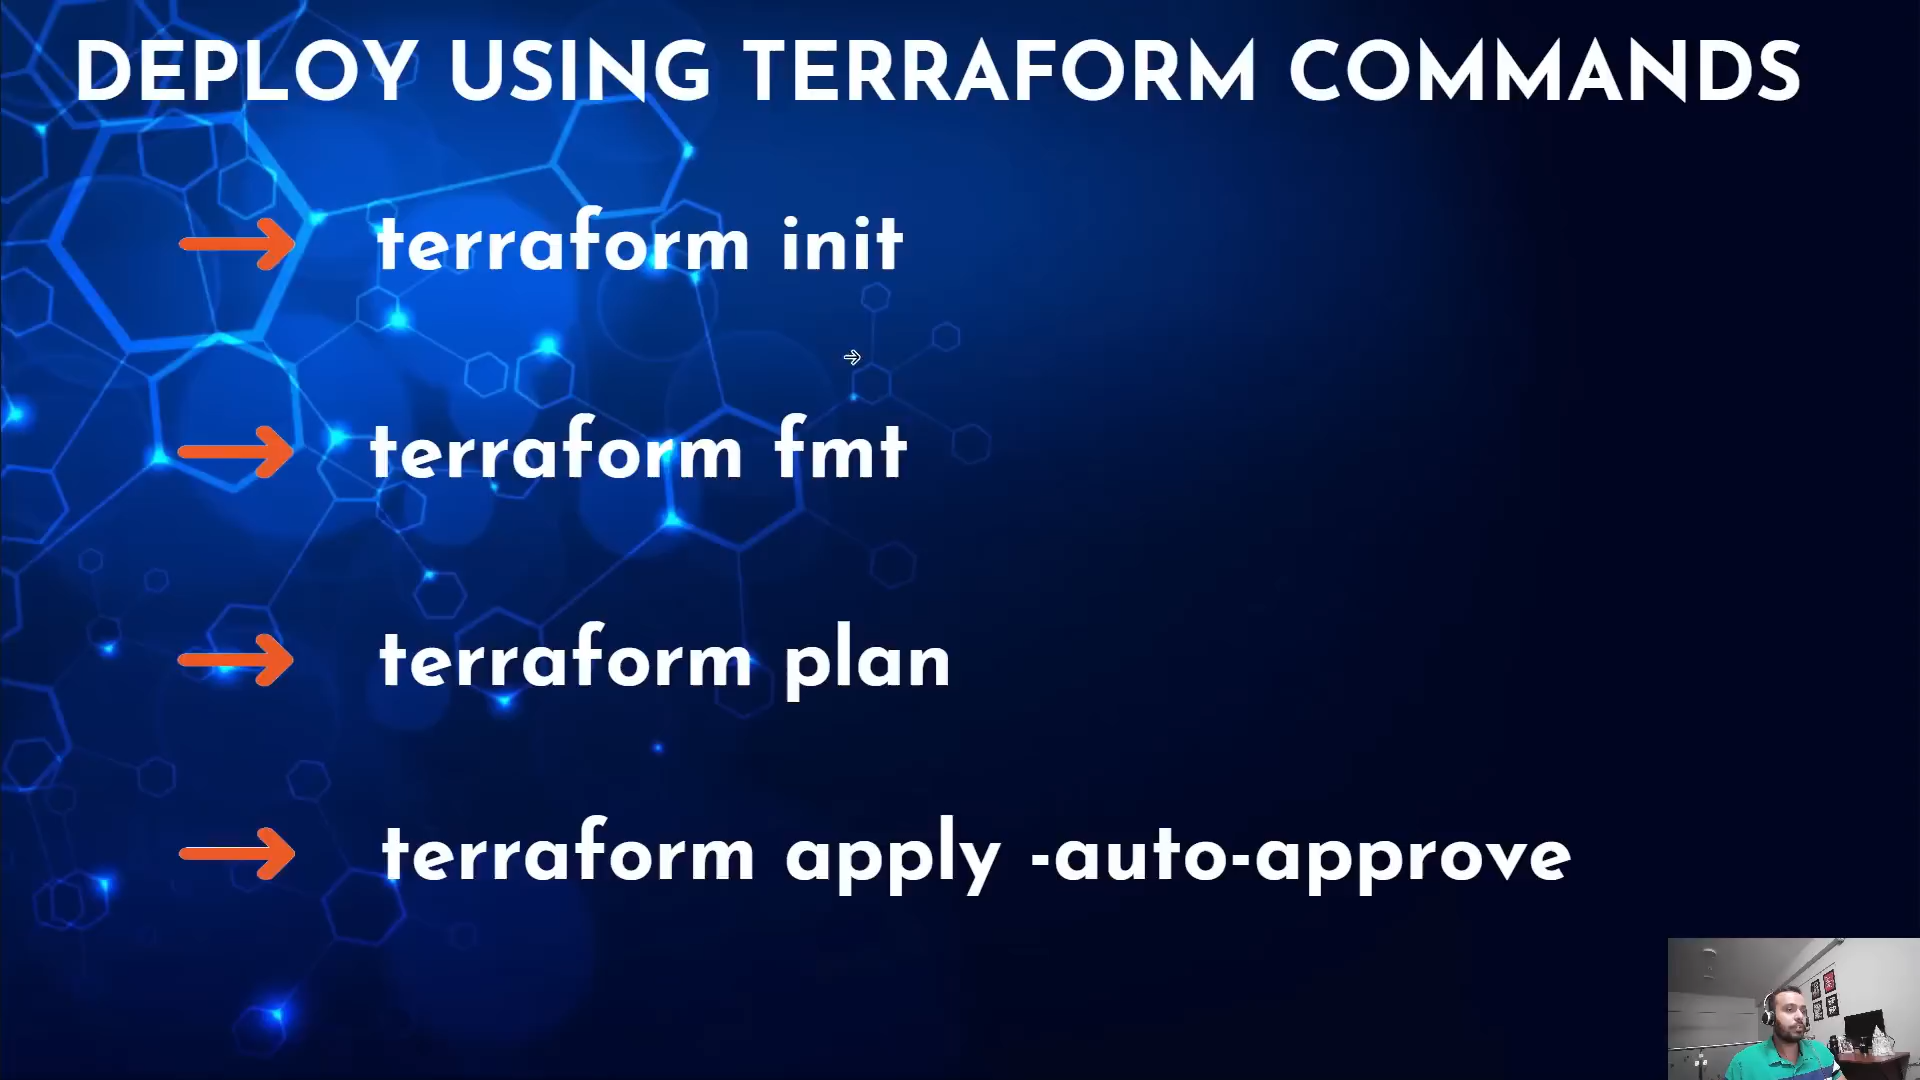 DEPLOY USING TERRAFORM COMMANDS
terraform init
terraform fmt
terraform plan
terraform apply -auto-approve